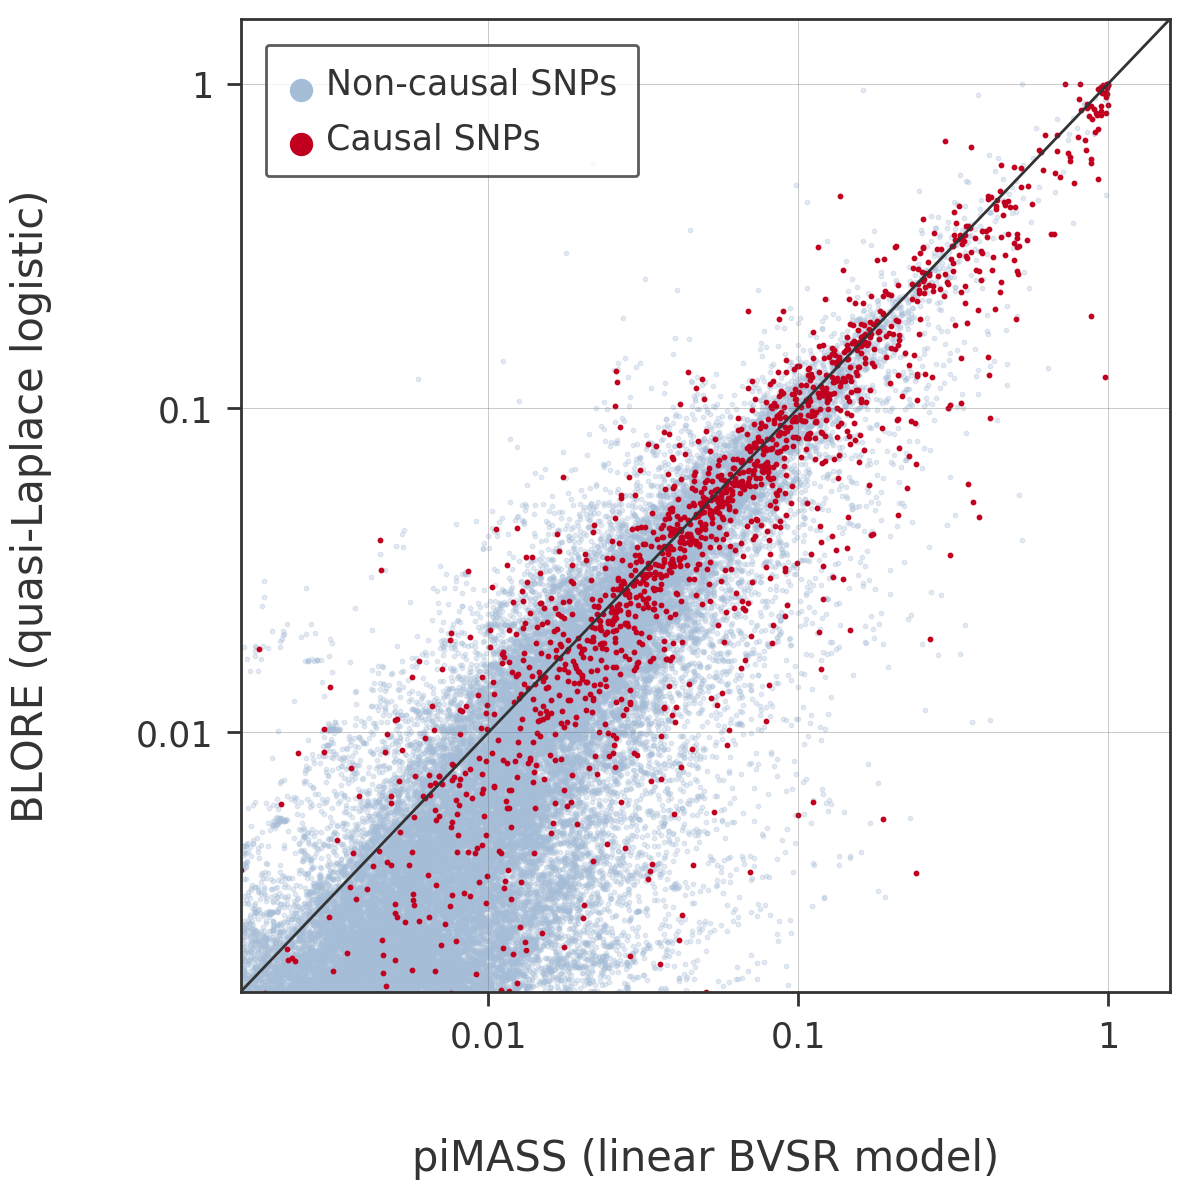 Non-causal SNPs
Causal SNPs
1
0.1
0.01
0.01
0.1
1
BLORE (quasi-Laplace logistic)
piMASS (linear BVSR model)